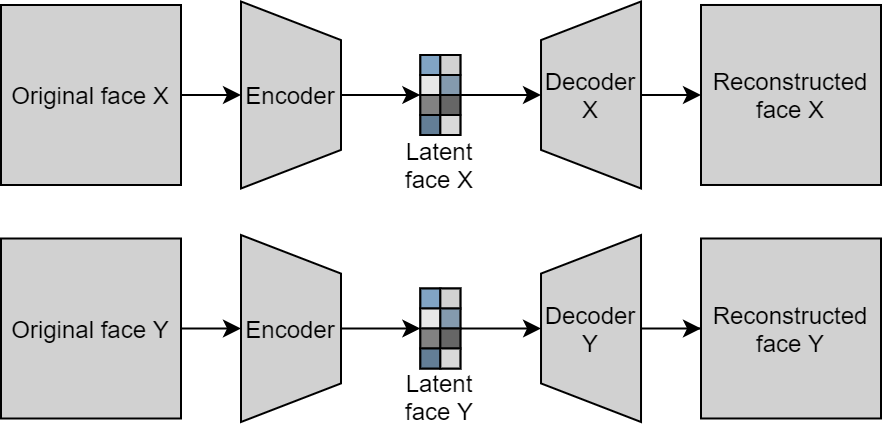 Original face X
Encoder
Latent
face X
Decoder
X
Reconstructed
face X
Original face Y
Encoder
Latent
face Y
Decoder
Y
Reconstructed
face Y